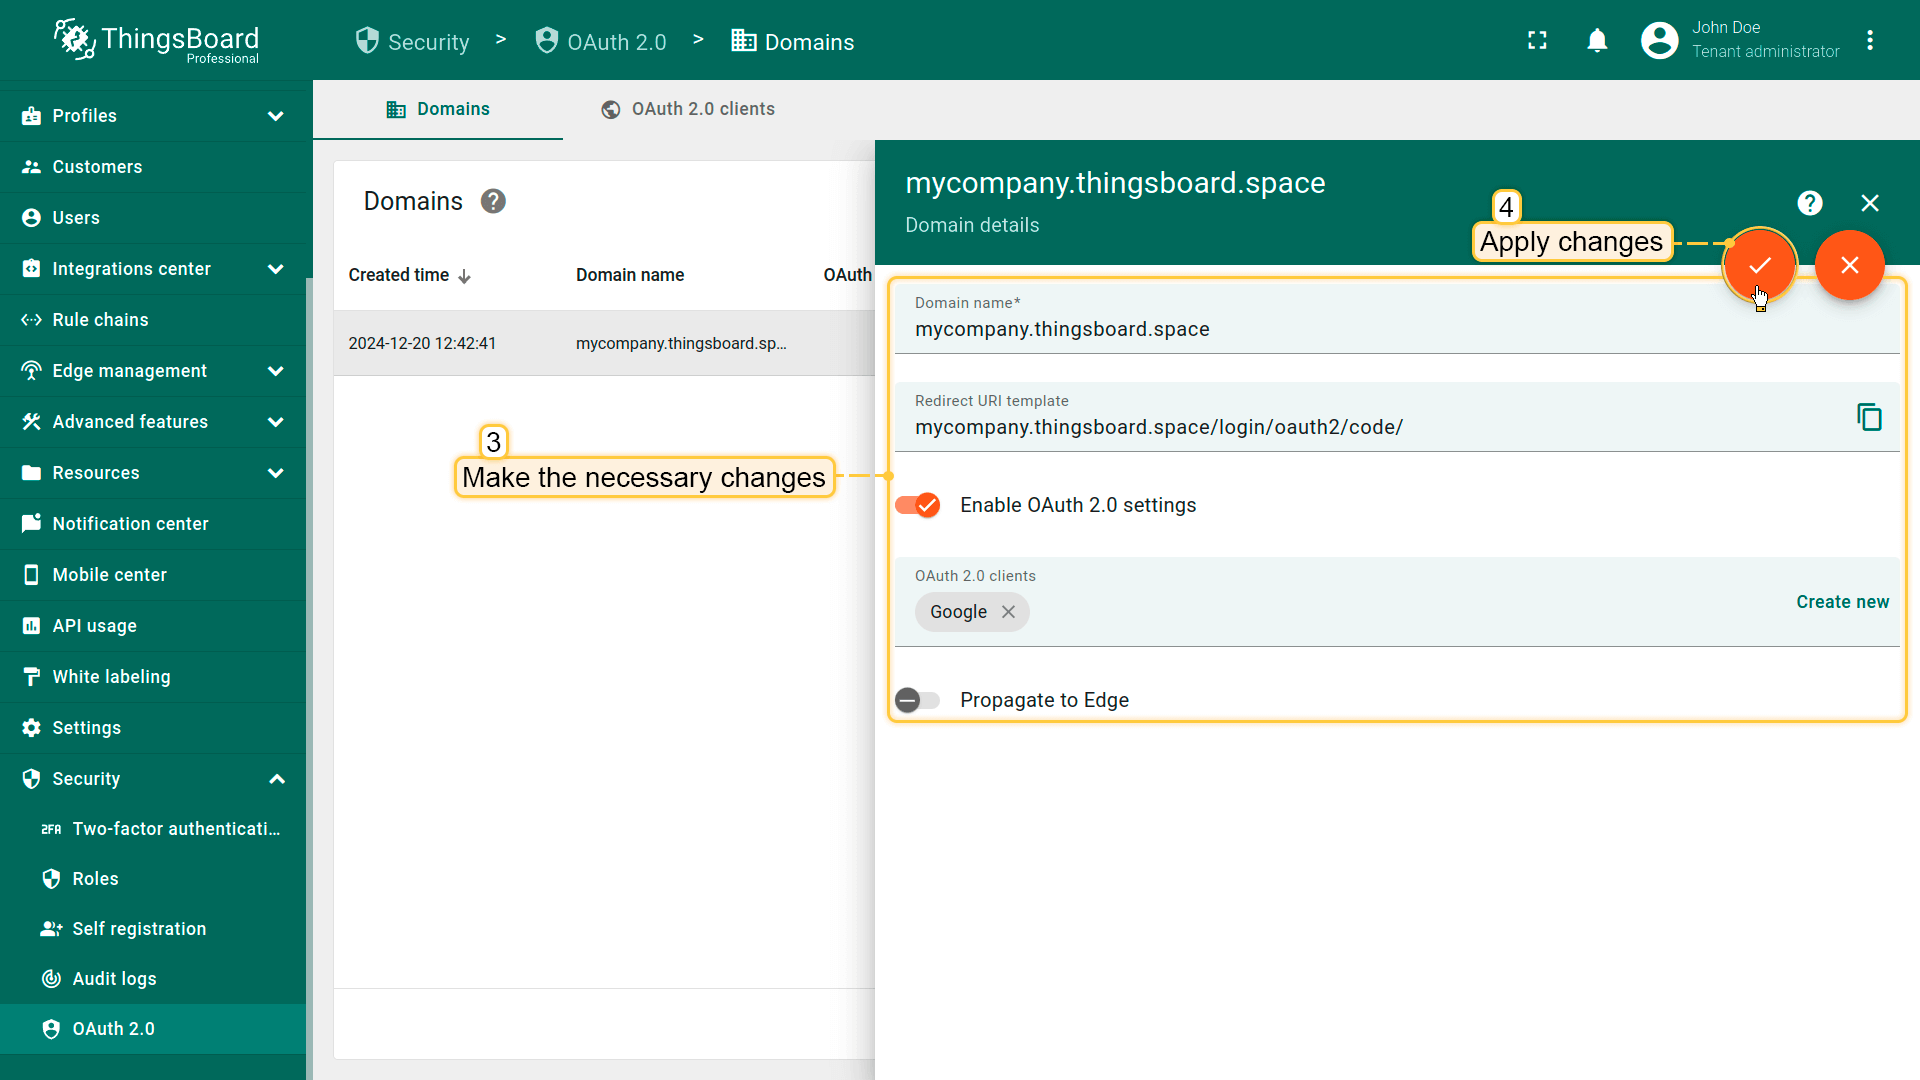 ThingsBoard
Professional
Security > OAuth 2.0 > Domains
John Doe
Tenant administrator
Profiles
Customers
Users
Integrations center
Rule chains
Edge management
Advanced features
Resources
Notification center
Mobile center
API usage
White labeling
Settings
Security
2FA Two-factor authenticati...
Roles
Self registration
Audit logs
OAuth 2.0
Domains
OAuth 2.0 clients
Domains
Created time
Domain name
OAuth
2024-12-20 12:42:41
mycompany.thingsboard.sp...
3
Make the necessary changes
mycompany.thingsboard.space
Domain details
4
Apply changes
Domain name*
mycompany.thingsboard.space
Redirect URI template
mycompany.thingsboard.space/login/oauth2/code/
Enable OAuth 2.0 settings
OAuth 2.0 clients
Google
Create new
Propagate to Edge